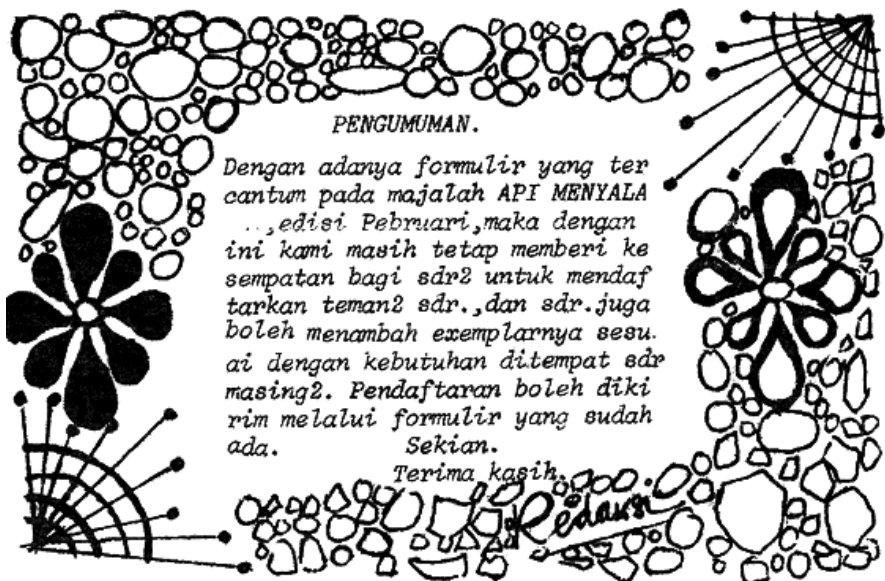 PENGUMUMAN.
Dengan adanya formulir yang ter
cantum pada majalah API MENYALA
..,edisi Pebruari,maka dengan
ini kami masih tetap memberi ke
sempatan bagi sdr2 untuk mendaf
tarkan teman2 sdr.,dan sdr.juga
boleh menambah exemplarnya sesu.
ai dengan kebutuhan ditempat sdr
masing2. Pendaftaran boleh diki
rim melalui formulir yang sudah
ada. Sekian.
Terima kasih.
Redaksi